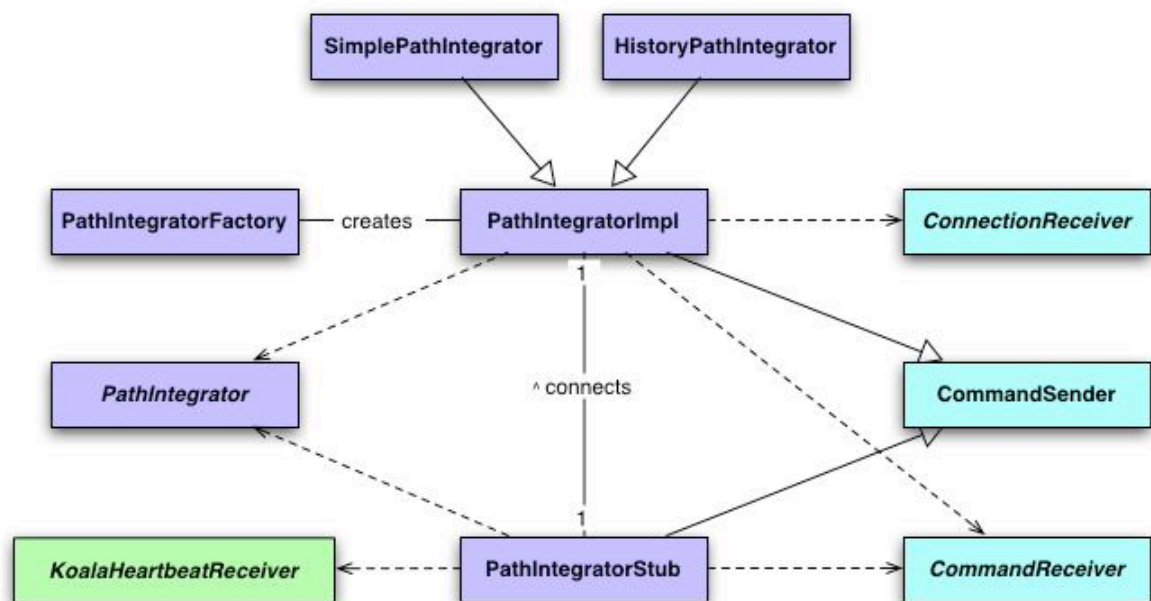 SimplePathIntegrator
HistoryPathIntegrator
PathIntegratorFactory
creates
PathIntegratorImpl
ConnectionReceiver
1
PathIntegrator
^ connects
CommandSender
1
KoalaHeartbeatReceiver
PathIntegratorStub
CommandReceiver